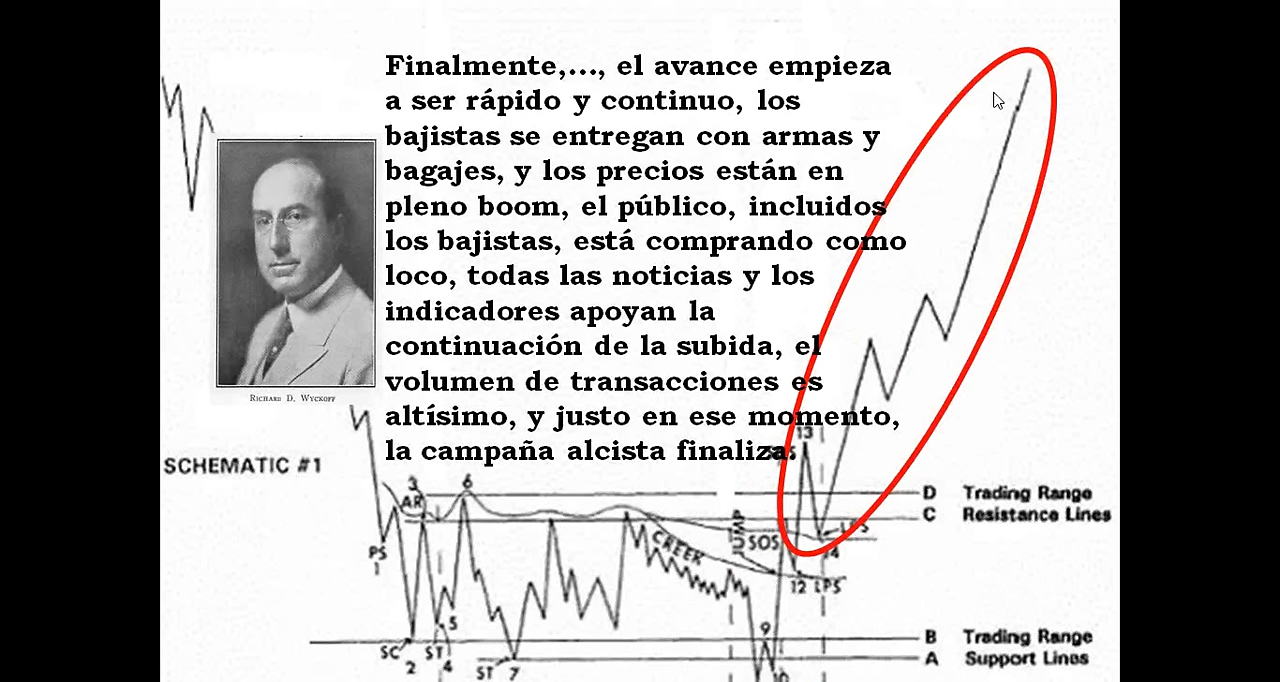 Finalmente,..., el avance empieza
a ser rápido y continuo, los
bajistas se entregan con armas y
bagajes, y los precios están en
pleno boom, el público, incluidos
los bajistas, está comprando como
loco, todas las noticias y los
indicadores apoyan la
continuación de la subida, el
volumen de transacciones es
altísimo, y justo en ese momento,
la campaña alcista finaliza.
RICHARD D. WYCKOFF
SCHEMATIC #1
13
3
6
AR
D Trading Range
C Resistance Lines
JUMP
CREEK
SOS
LPS
14
PS
1
12 LPS
5
9
B Trading Range
SC
ST
2
4
A Support Lines
ST 7
10